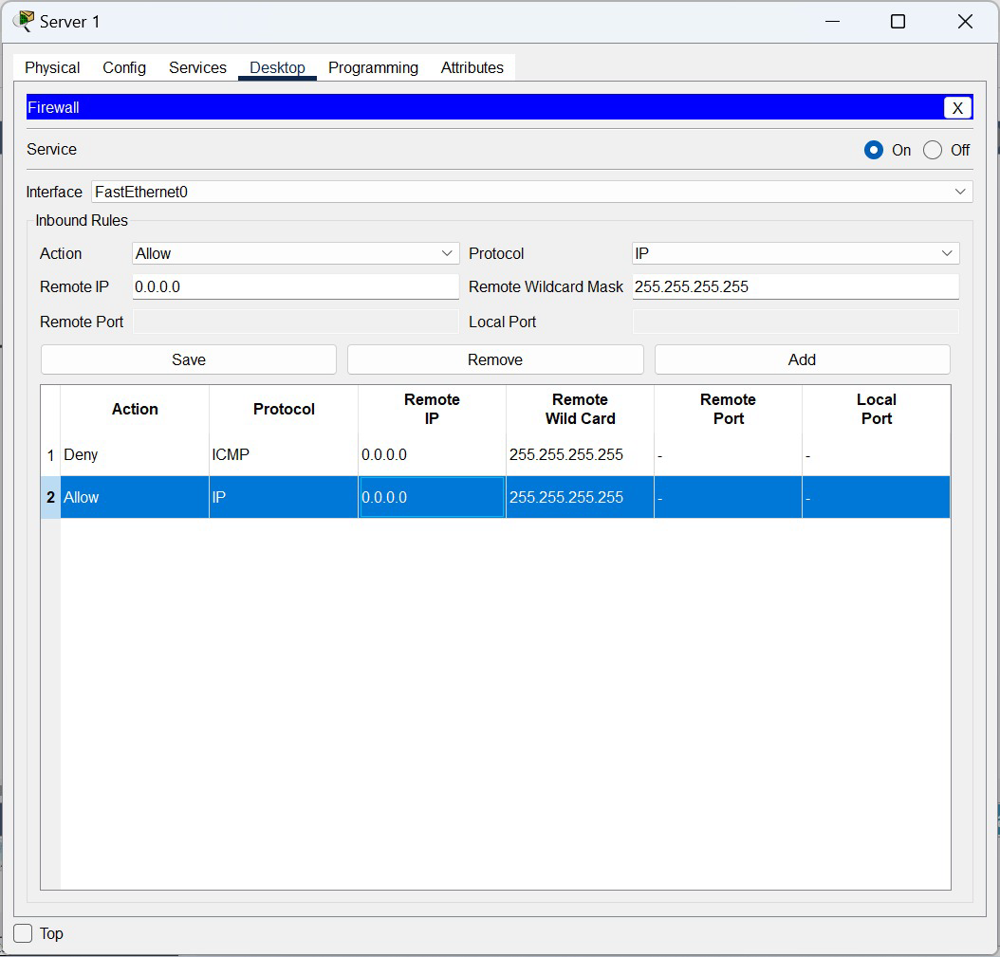 Server 1
Physical Config Services Desktop Programming Attributes
Firewall X
Service On Off
Interface FastEthernet0
Inbound Rules
Action Allow Protocol IP
Remote IP 0.0.0.0 Remote Wildcard Mask 255.255.255.255
Remote Port Local Port
Save Remove Add
Action Protocol Remote IP Remote Wild Card Remote Port Local Port
1 Deny ICMP 0.0.0.0 255.255.255.255 - -
2 Allow IP 0.0.0.0 255.255.255.255 - -
Top